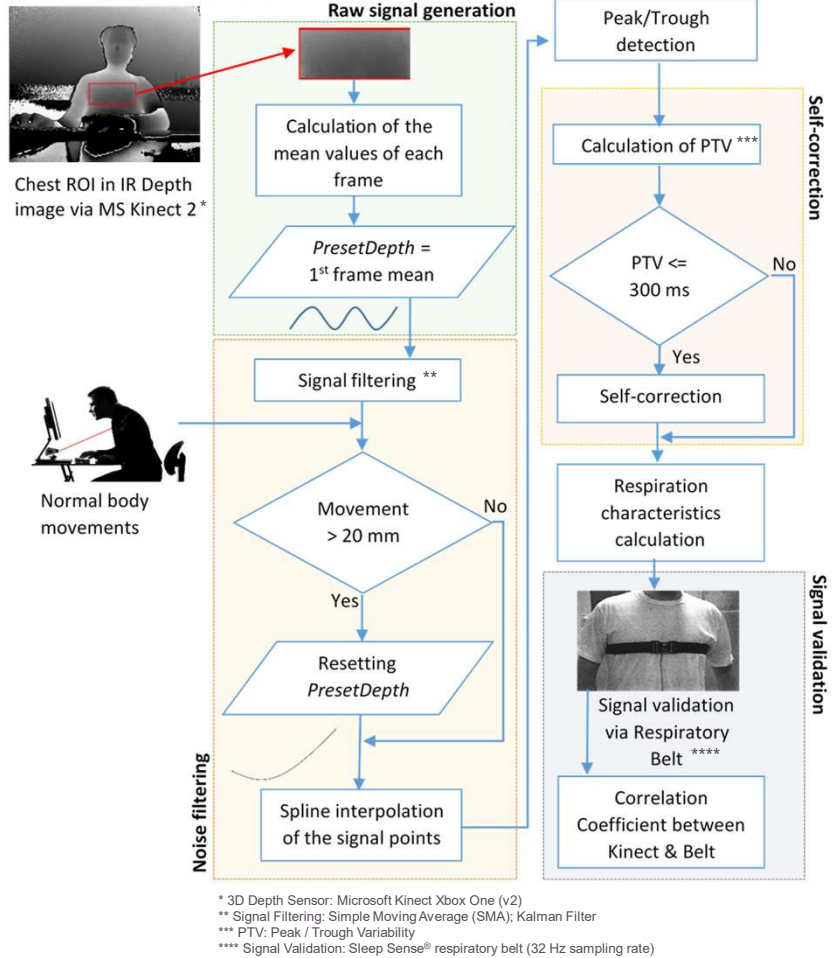 Raw signal generation
Chest ROI in IR Depth
image via MS Kinect 2 *
Calculation of the
mean values of each
frame
PresetDepth =
1st frame mean
Signal filtering **
Normal body
movements
Movement
> 20 mm
No
Yes
Resetting
PresetDepth
Spline interpolation
of the signal points
Noise filtering
Peak/Trough
detection
Calculation of PTV ***
PTV <=
300 ms
No
Yes
Self-correction
Self-correction
Respiration
characteristics
calculation
Signal validation
via Respiratory
Belt ****
Correlation
Coefficient between
Kinect & Belt
Signal validation
* 3D Depth Sensor: Microsoft Kinect Xbox One (v2)
** Signal Filtering: Simple Moving Average (SMA); Kalman Filter
*** PTV: Peak / Trough Variability
**** Signal Validation: Sleep Sense® respiratory belt (32 Hz sampling rate)